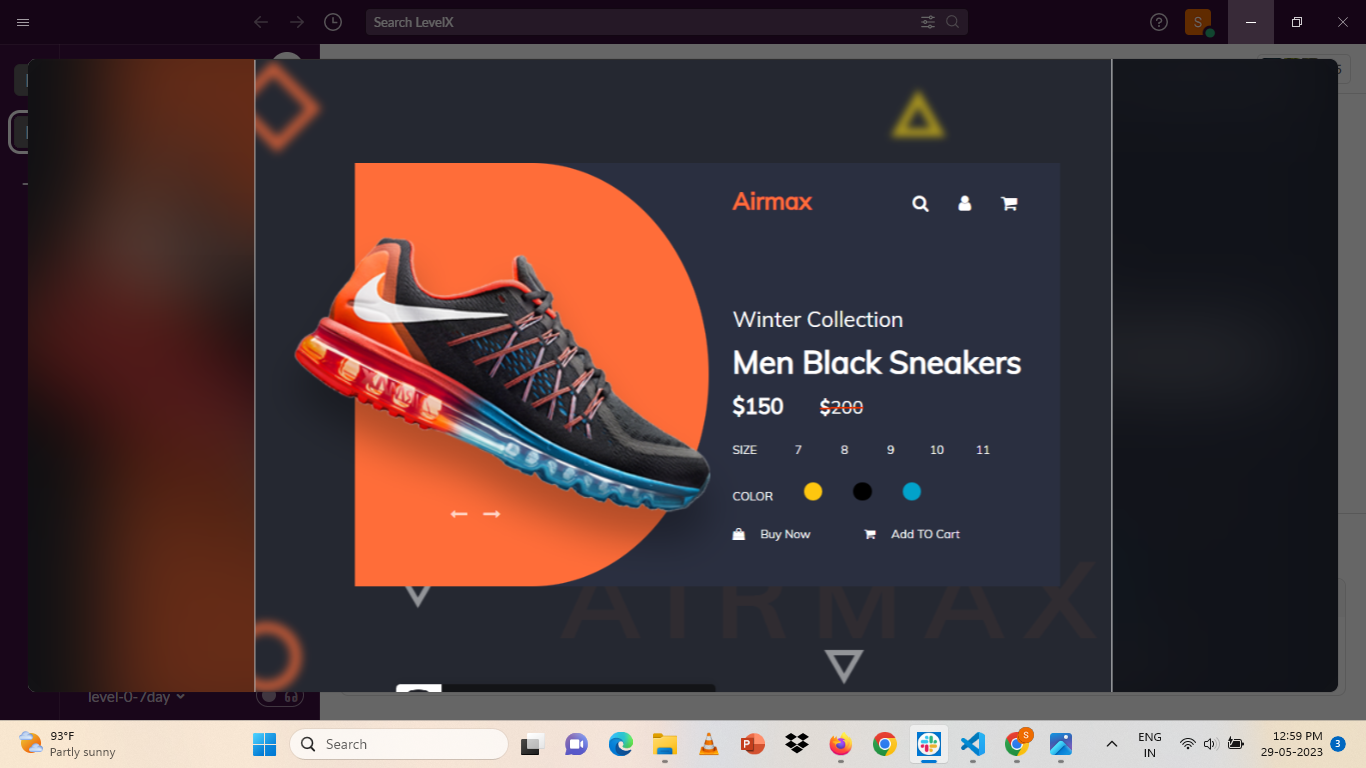 Search LevelX
S
5
Airmax
Winter Collection
Men Black Sneakers
$150 $200
SIZE 7 8 9 10 11
COLOR
Buy Now Add TO Cart
AIRMAX
level-0-7day
93°F
Partly sunny
Search
S
ENG
IN
12:59 PM
29-05-2023
3